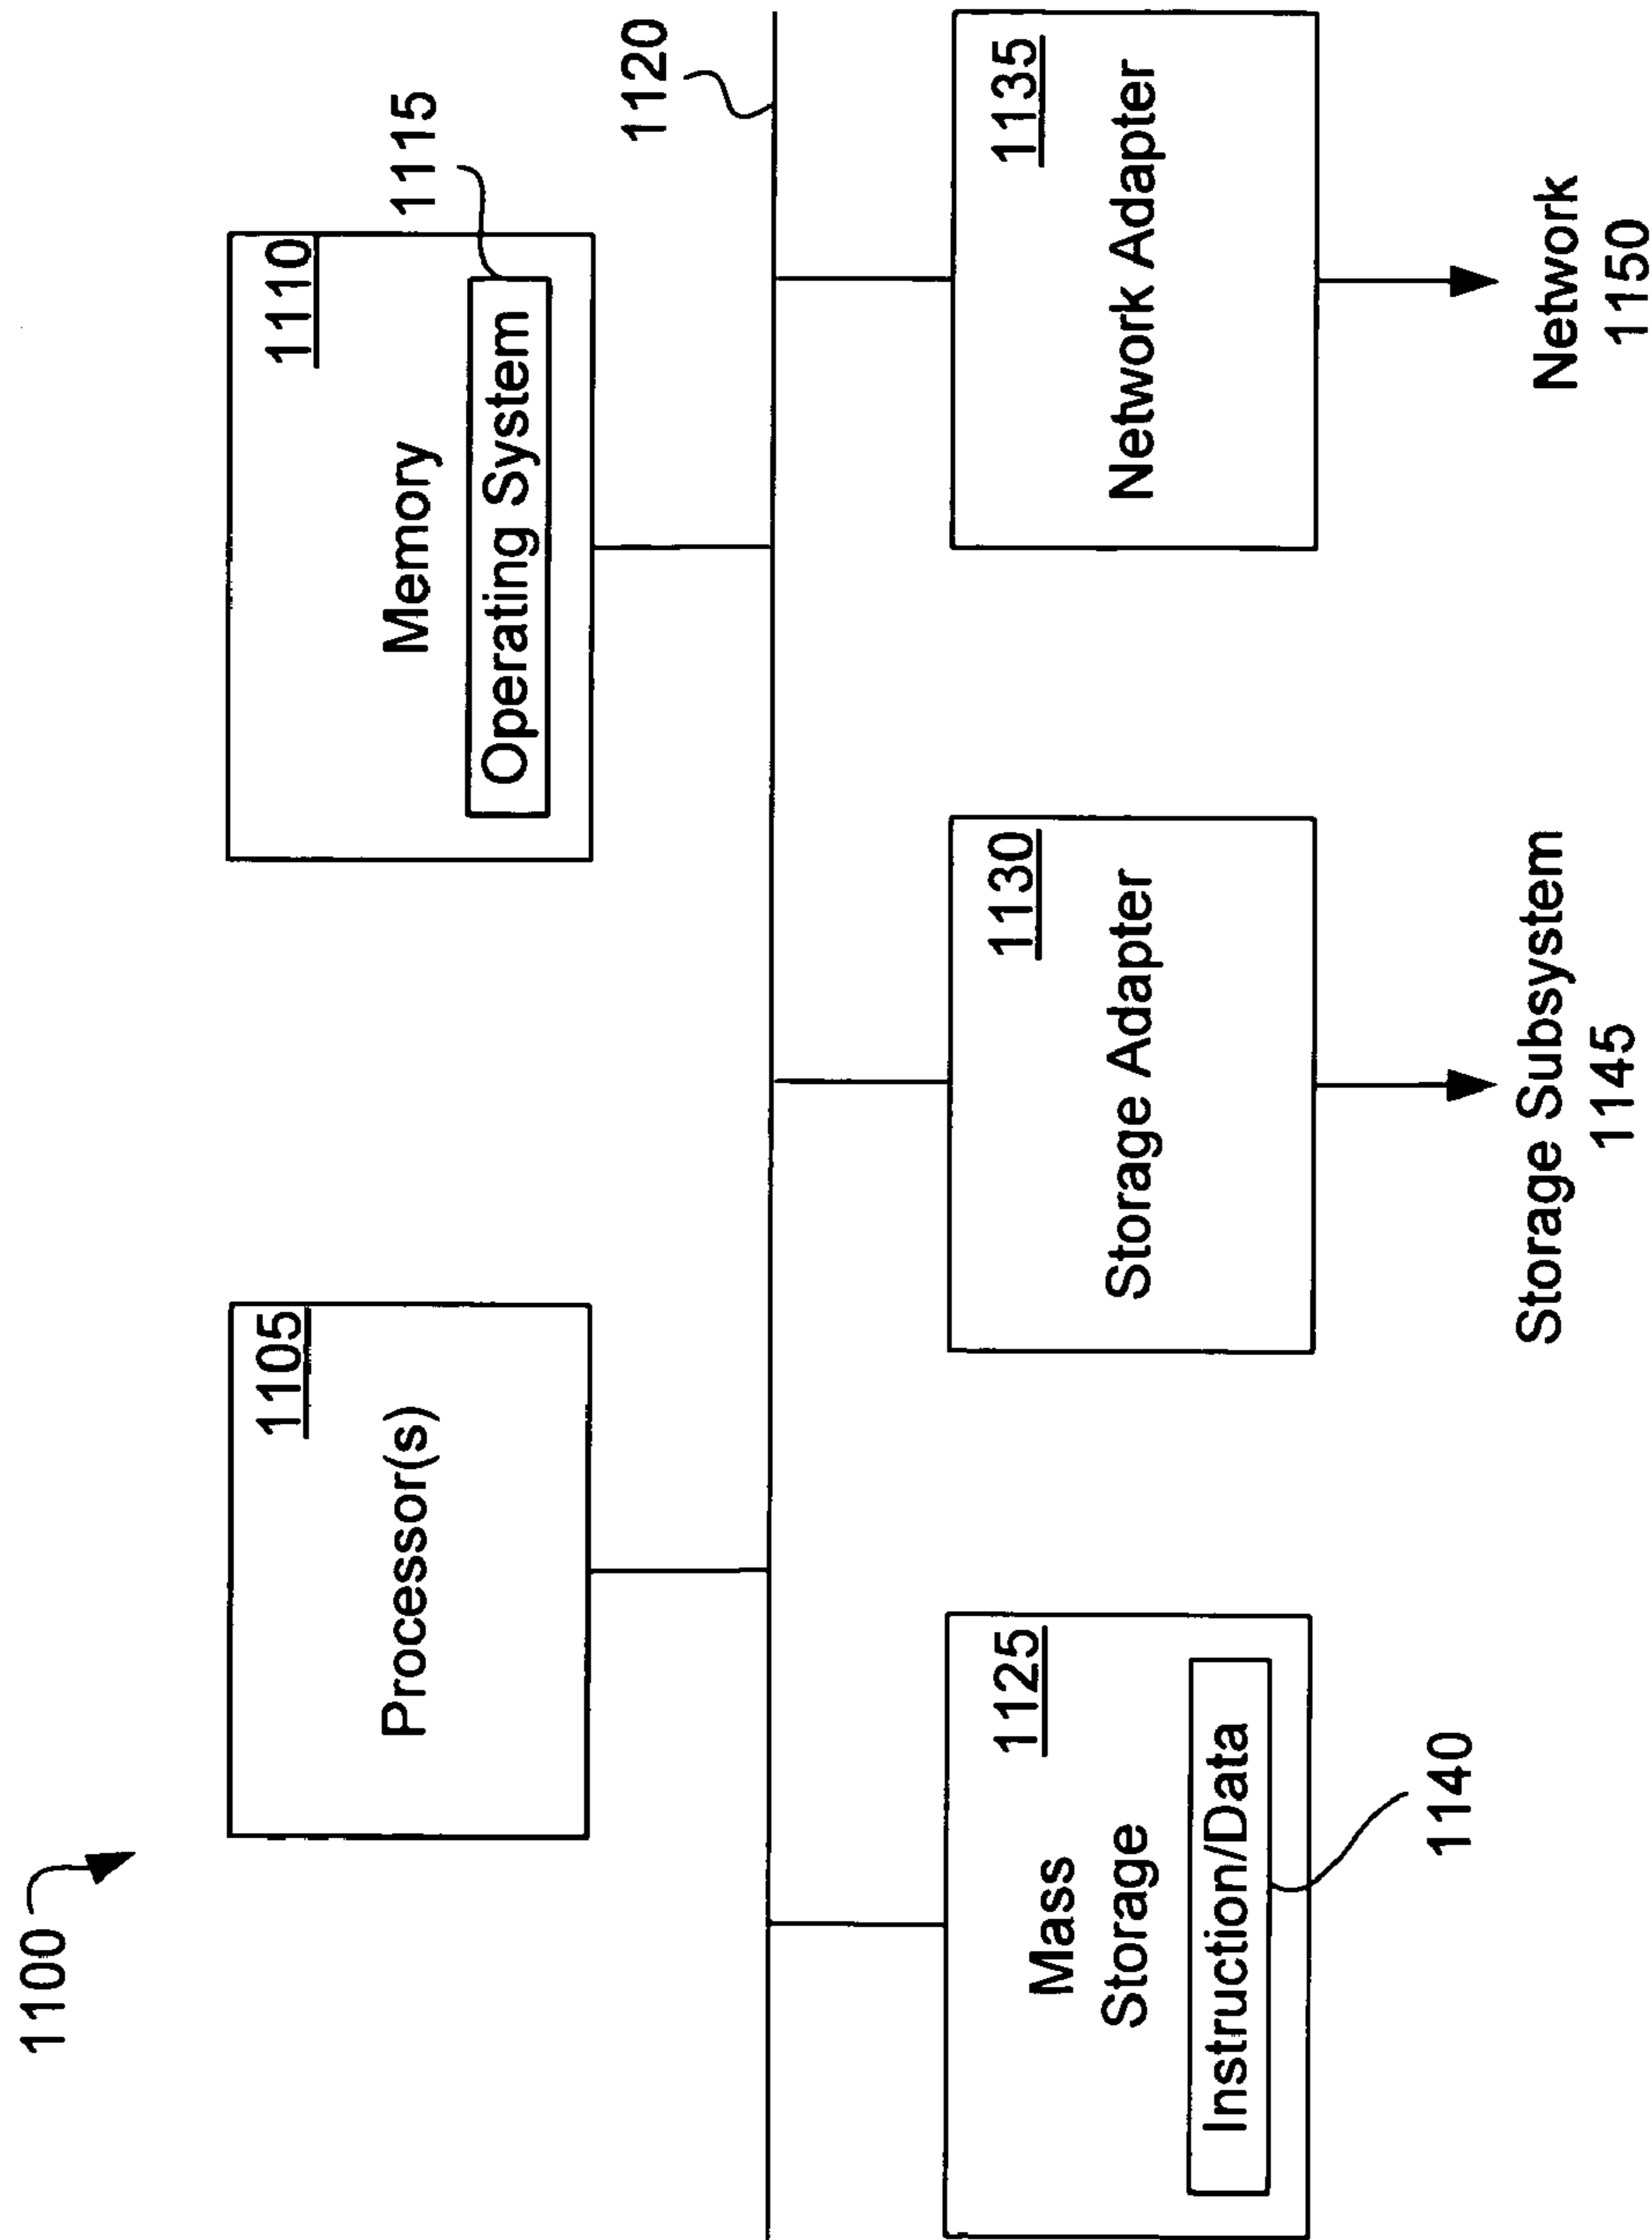 1100
1105
Processor(s)
1110
Memory
Operating System
1115
1120
1125
Mass
Storage
Instruction/Data
1140
1130
Storage Adapter
1135
Network Adapter
Storage Subsystem
1145
Network
1150